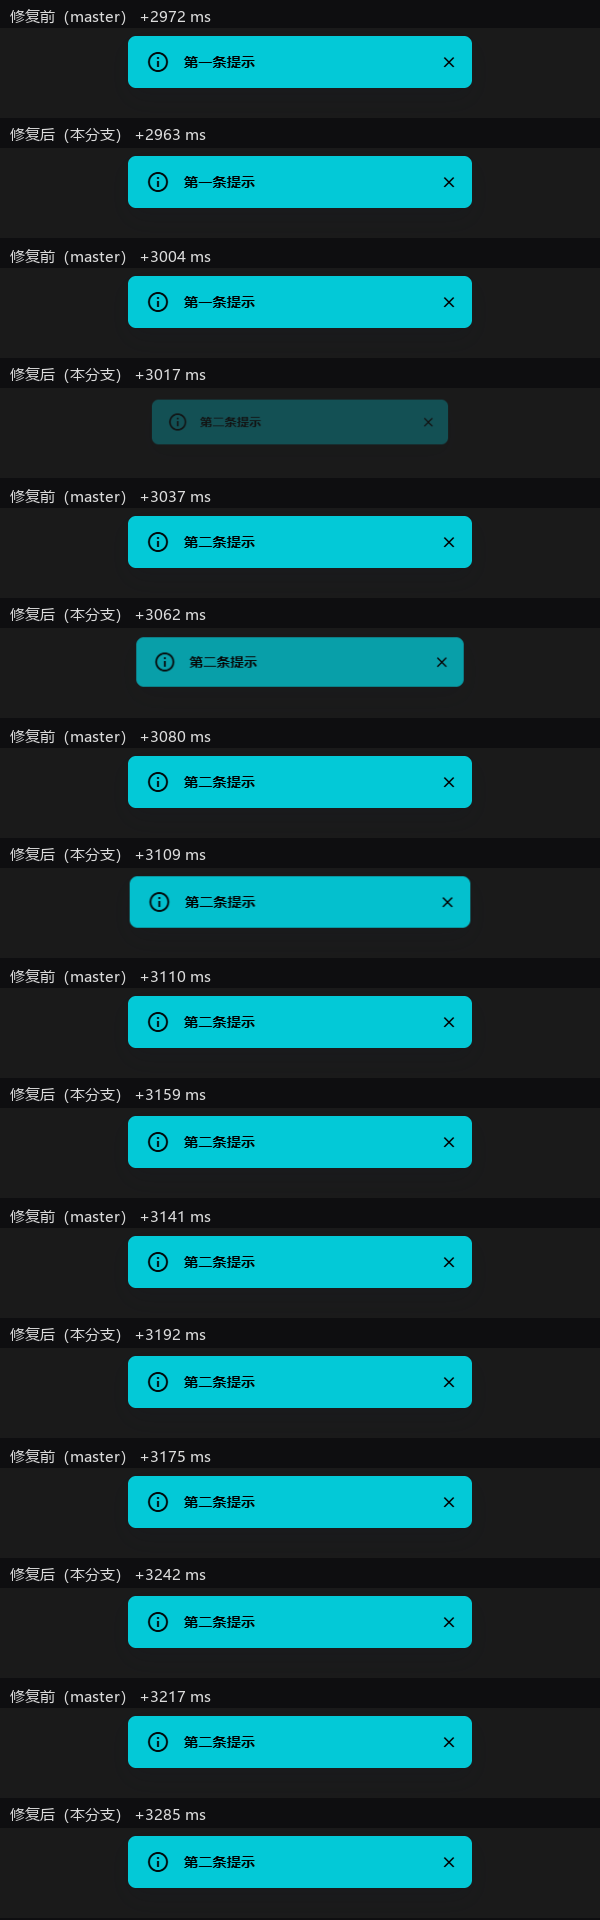 修复前（master） +2972 ms
第一条提示
修复后（本分支） +2963 ms
第一条提示
修复前（master） +3004 ms
第一条提示
修复后（本分支） +3017 ms
第二条提示
修复前（master） +3037 ms
第二条提示
修复后（本分支） +3062 ms
第二条提示
修复前（master） +3080 ms
第二条提示
修复后（本分支） +3109 ms
第二条提示
修复前（master） +3110 ms
第二条提示
修复后（本分支） +3159 ms
第二条提示
修复前（master） +3141 ms
第二条提示
修复后（本分支） +3192 ms
第二条提示
修复前（master） +3175 ms
第二条提示
修复后（本分支） +3242 ms
第二条提示
修复前（master） +3217 ms
第二条提示
修复后（本分支） +3285 ms
第二条提示